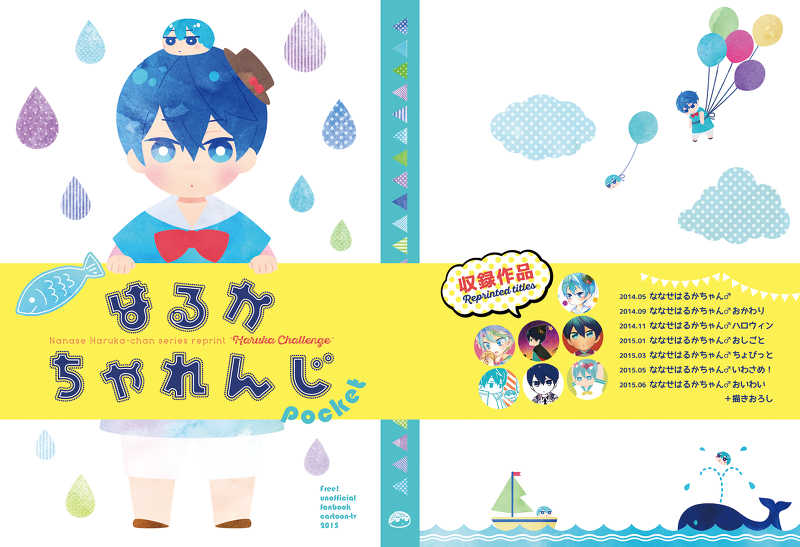 はるか
Nanase Haruka-chan series reprint "Haruka Challenge"
ちゃれんじ
Pocket
Free!
unofficial
fanbook
cartoon-tv
2015
収録作品
Reprinted titles
2014.05 ななせはるかちゃん♂
2014.09 ななせはるかちゃん♂おかわり
2014.11 ななせはるかちゃん♂ハロウィン
2015.01 ななせはるかちゃん♂おしごと
2015.03 ななせはるかちゃん♂ちょびっと
2015.05 ななせはるかちゃん♂いわさめ!
2015.06 ななせはるかちゃん♂おいわい
+描きおろし